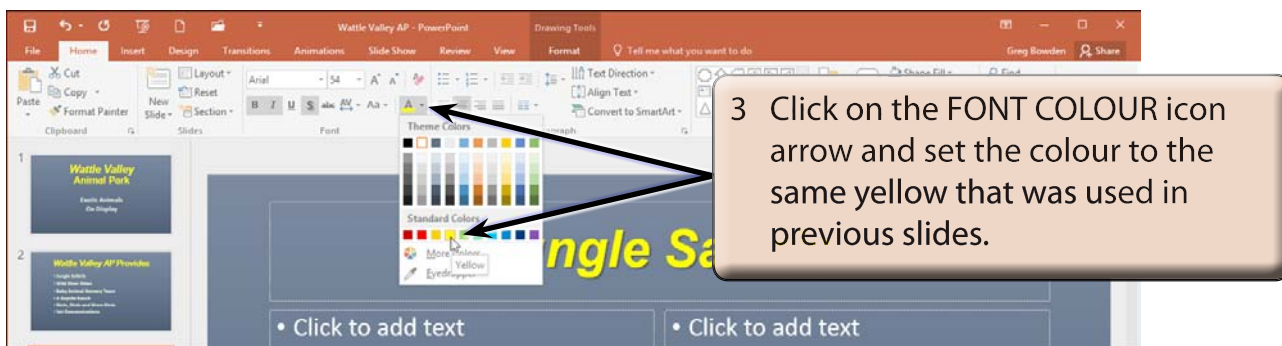 Wattle Valley AP - PowerPoint
Drawing Tools
File Home Insert Design Transitions Animations Slide Show Review View Format Tell me what you want to do Greg Bowden Share
Cut
Copy
Format Painter
Paste
Clipboard
New
Slide
Layout
Reset
Section
Slides
Arial 54
B I U S abc AV Aa A
Font
Text Direction
Align Text
Convert to SmartArt
Theme Colors
Standard Colors
More
Yellow
Eyedropper
1
Wattle Valley
Animal Park
Exotic Animals
On Display
2
Wattle Valley AP Provides
ngle Sa
• Click to add text • Click to add text
3 Click on the FONT COLOUR icon
arrow and set the colour to the
same yellow that was used in
previous slides.